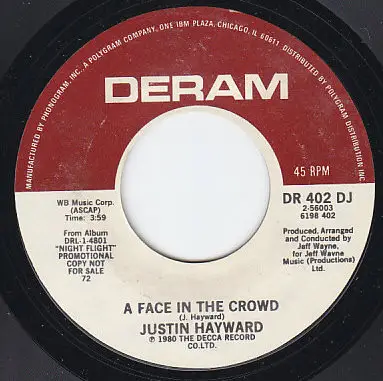 MANUFACTURED BY PHONOGRAM, INC. A POLYGRAM COMPANY, ONE IBM PLAZA, CHICAGO, IL 60611. DISTRIBUTED BY POLYGRAM DISTRIBUTION INC
DERAM
45 RPM
WB Music Corp.
(ASCAP)
Time: 3:59
From Album
DRL-1-4801
"NIGHT FLIGHT"
PROMOTIONAL
COPY NOT
FOR SALE
72
DR 402 DJ
2-56003
6198 402
Produced, Arranged
and Conducted by
Jeff Wayne,
for Jeff Wayne
Music (Productions)
Ltd.
A FACE IN THE CROWD
(J. Hayward)
JUSTIN HAYWARD
℗ 1980 THE DECCA RECORD
CO.LTD.